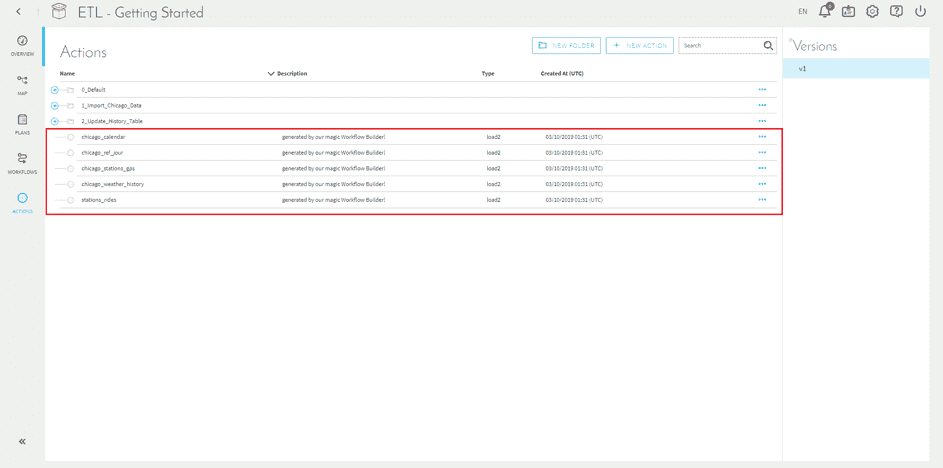 ETL - Getting Started
EN
6
OVERVIEW
MAP
PLANS
WORKFLOWS
ACTIONS
Actions
NEW FOLDER
+ NEW ACTION
Search
Name Description Type Created At (UTC)
0_Default
1_Import_Chicago_Data
2_Update_History_Table
chicago_calendar generated by our magic Workflow Builder! load2 03/10/2019 01:31 (UTC)
chicago_ref_jour generated by our magic Workflow Builder! load2 03/10/2019 01:31 (UTC)
chicago_stations_gps generated by our magic Workflow Builder! load2 03/10/2019 01:31 (UTC)
chicago_weather_history generated by our magic Workflow Builder! load2 03/10/2019 01:31 (UTC)
stations_rides generated by our magic Workflow Builder! load2 03/10/2019 01:31 (UTC)
Versions
v1